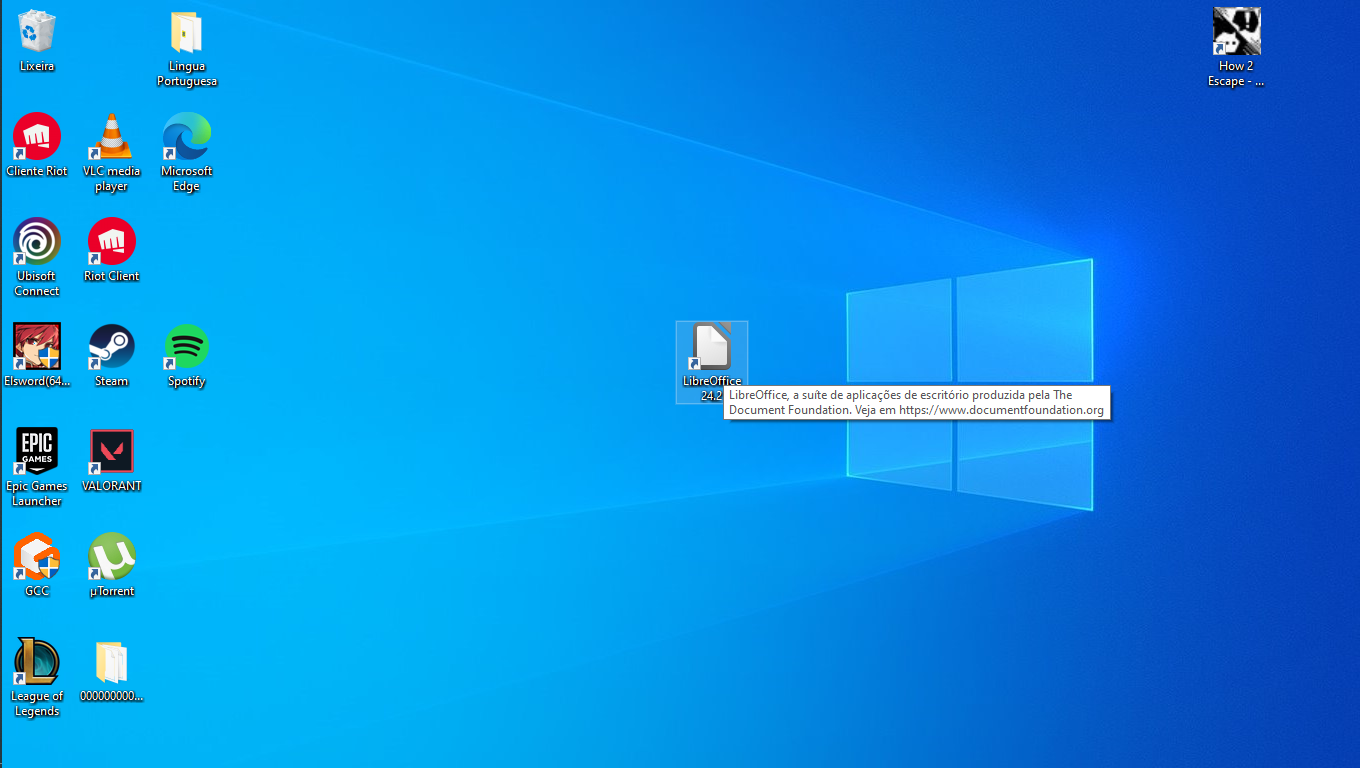 Lixeira
Lingua
Portuguesa
How 2
Escape - ...
Cliente Riot
VLC media
player
Microsoft
Edge
Ubisoft
Connect
Riot Client
Elsword(64...
Steam
Spotify
LibreOffice
24.2
LibreOffice, a suíte de aplicações de escritório produzida pela The
Document Foundation. Veja em https://www.documentfoundation.org
EPIC
GAMES
Epic Games
Launcher
VALORANT
GCC
µTorrent
League of
Legends
000000000...